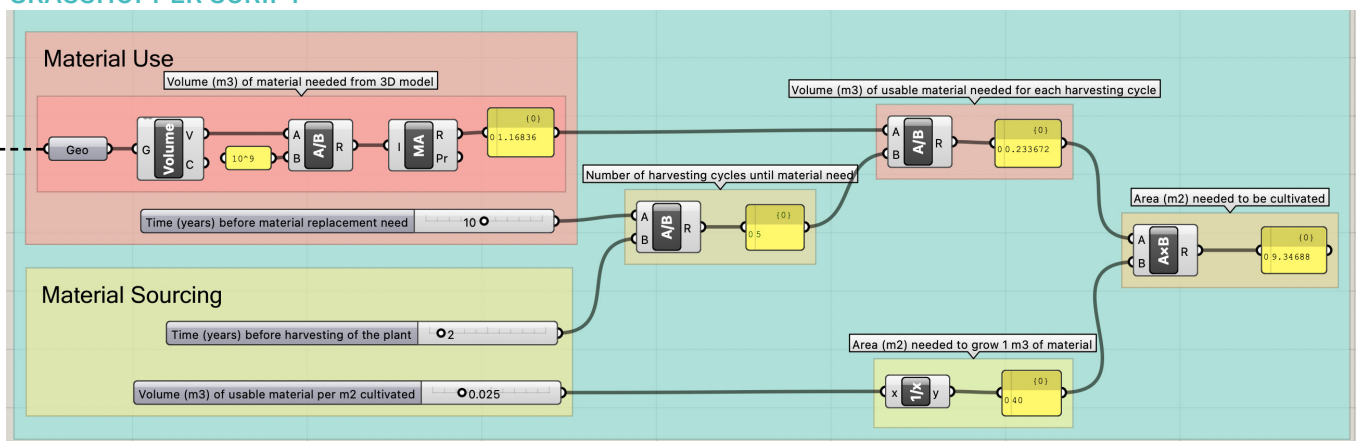 Material Use
Volume (m3) of material needed from 3D model
Geo
G
Volume
V
C
10^9
A
B
A/B
R
I
MA
R
Pr
{0}
0 1.16836
Time (years) before material replacement need
10
Number of harvesting cycles until material need
A
B
A/B
R
{0}
0 5
Volume (m3) of usable material needed for each harvesting cycle
A
B
A/B
R
{0}
0 0.233672
Area (m2) needed to be cultivated
A
B
AxB
R
{0}
0 9.34688
Material Sourcing
Time (years) before harvesting of the plant
2
Volume (m3) of usable material per m2 cultivated
0.025
Area (m2) needed to grow 1 m3 of material
x
1/x
y
{0}
0 40